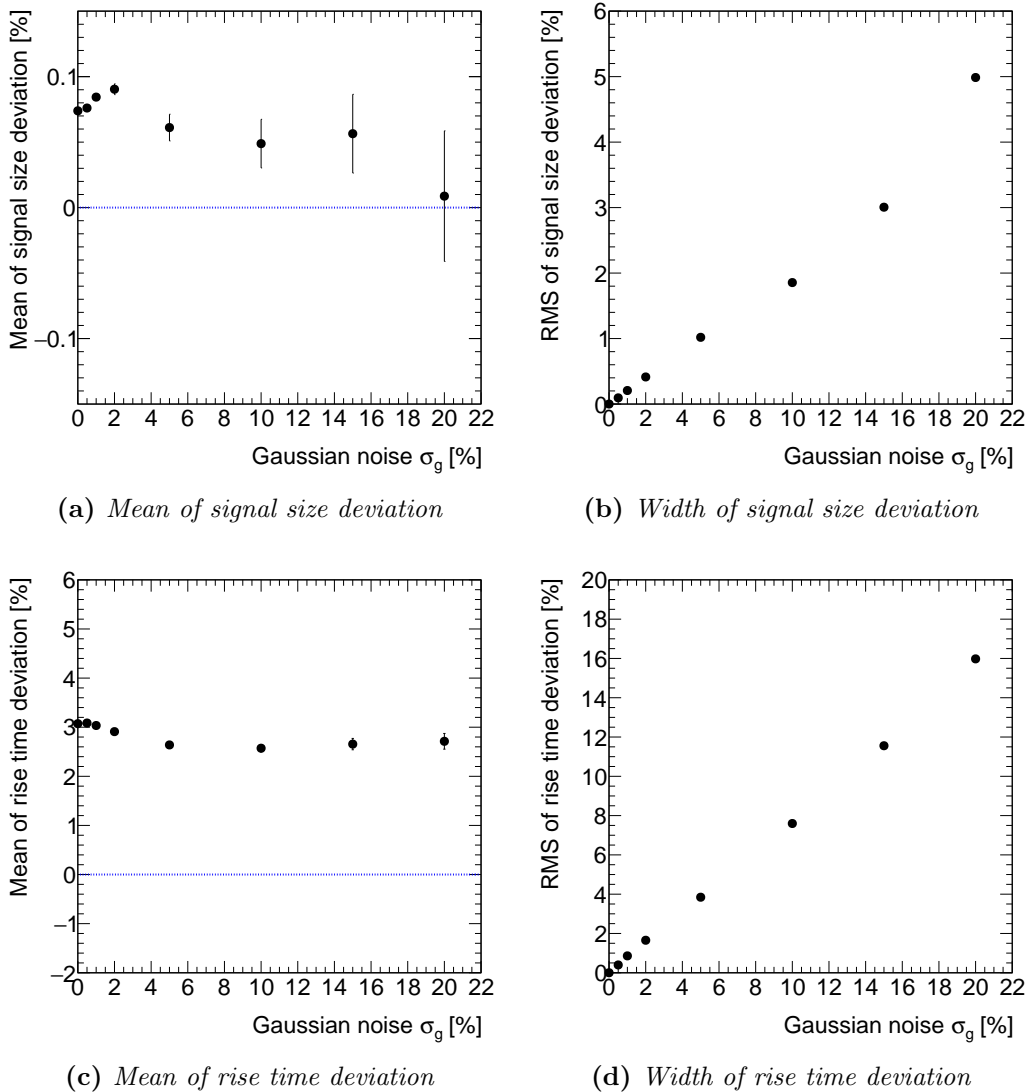 Mean of signal size deviation [%]
0.1
0
−0.1
0 2 4 6 8 10 12 14 16 18 20 22
Gaussian noise σg [%]
(a) Mean of signal size deviation
RMS of signal size deviation [%]
6
5
4
3
2
1
0
0 2 4 6 8 10 12 14 16 18 20 22
Gaussian noise σg [%]
(b) Width of signal size deviation
Mean of rise time deviation [%]
6
5
4
3
2
1
0
−1
−2
0 2 4 6 8 10 12 14 16 18 20 22
Gaussian noise σg [%]
(c) Mean of rise time deviation
RMS of rise time deviation [%]
20
18
16
14
12
10
8
6
4
2
0
0 2 4 6 8 10 12 14 16 18 20 22
Gaussian noise σg [%]
(d) Width of rise time deviation